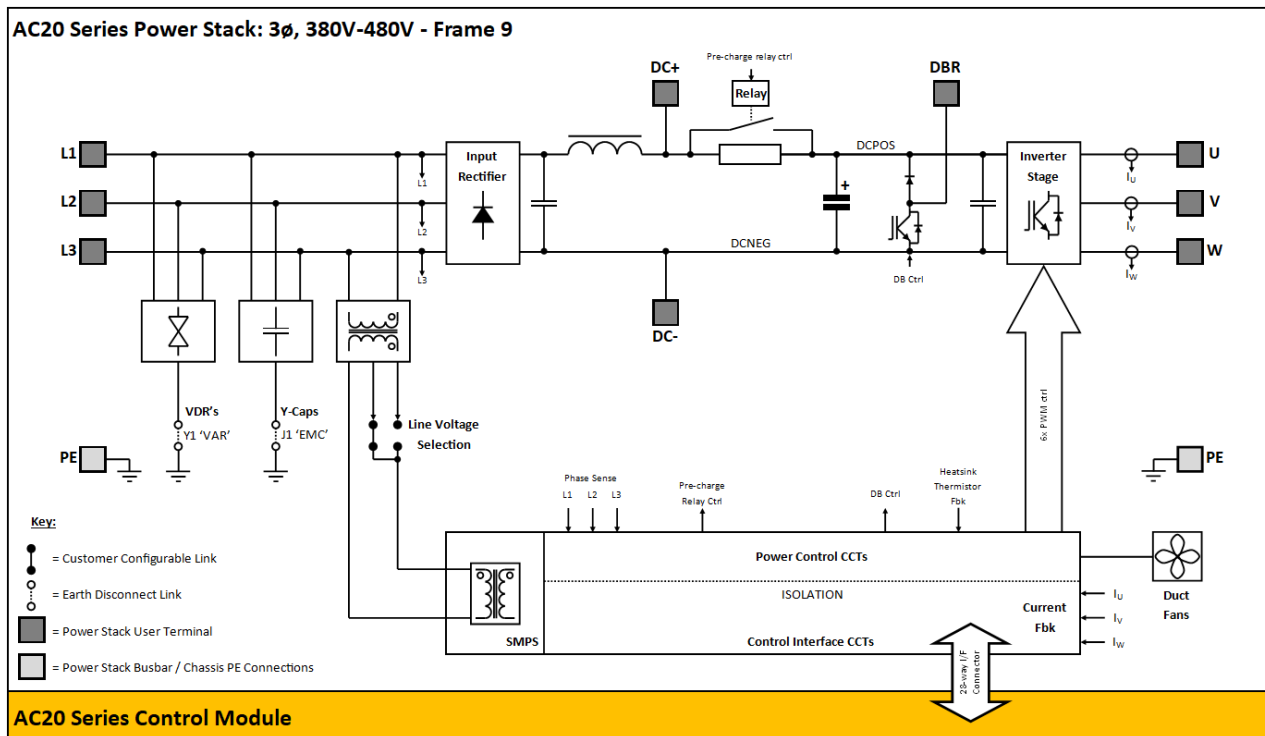 AC20 Series Power Stack: 3ø, 380V-480V - Frame 9
Pre-charge relay ctrl
DC+
DBR
Relay
L1
Input
Rectifier
DCPOS
Inverter
Stage
U
L1
IU
L2
V
L2
IV
L3
DCNEG
W
L3
DB Ctrl
IW
DC-
VDR's
Y1 'VAR'
Y-Caps
J1 'EMC'
Line Voltage
Selection
6x PWM ctrl
PE
PE
Phase Sense
L1 L2 L3
Pre-charge
Relay Ctrl
DB Ctrl
Heatsink
Thermistor
Fbk
Key:
= Customer Configurable Link
= Earth Disconnect Link
= Power Stack User Terminal
= Power Stack Busbar / Chassis PE Connections
Power Control CCTs
ISOLATION
Control Interface CCTs
SMPS
Current
Fbk
IU
IV
IW
Duct
Fans
28-way I/F
Connector
+
AC20 Series Control Module